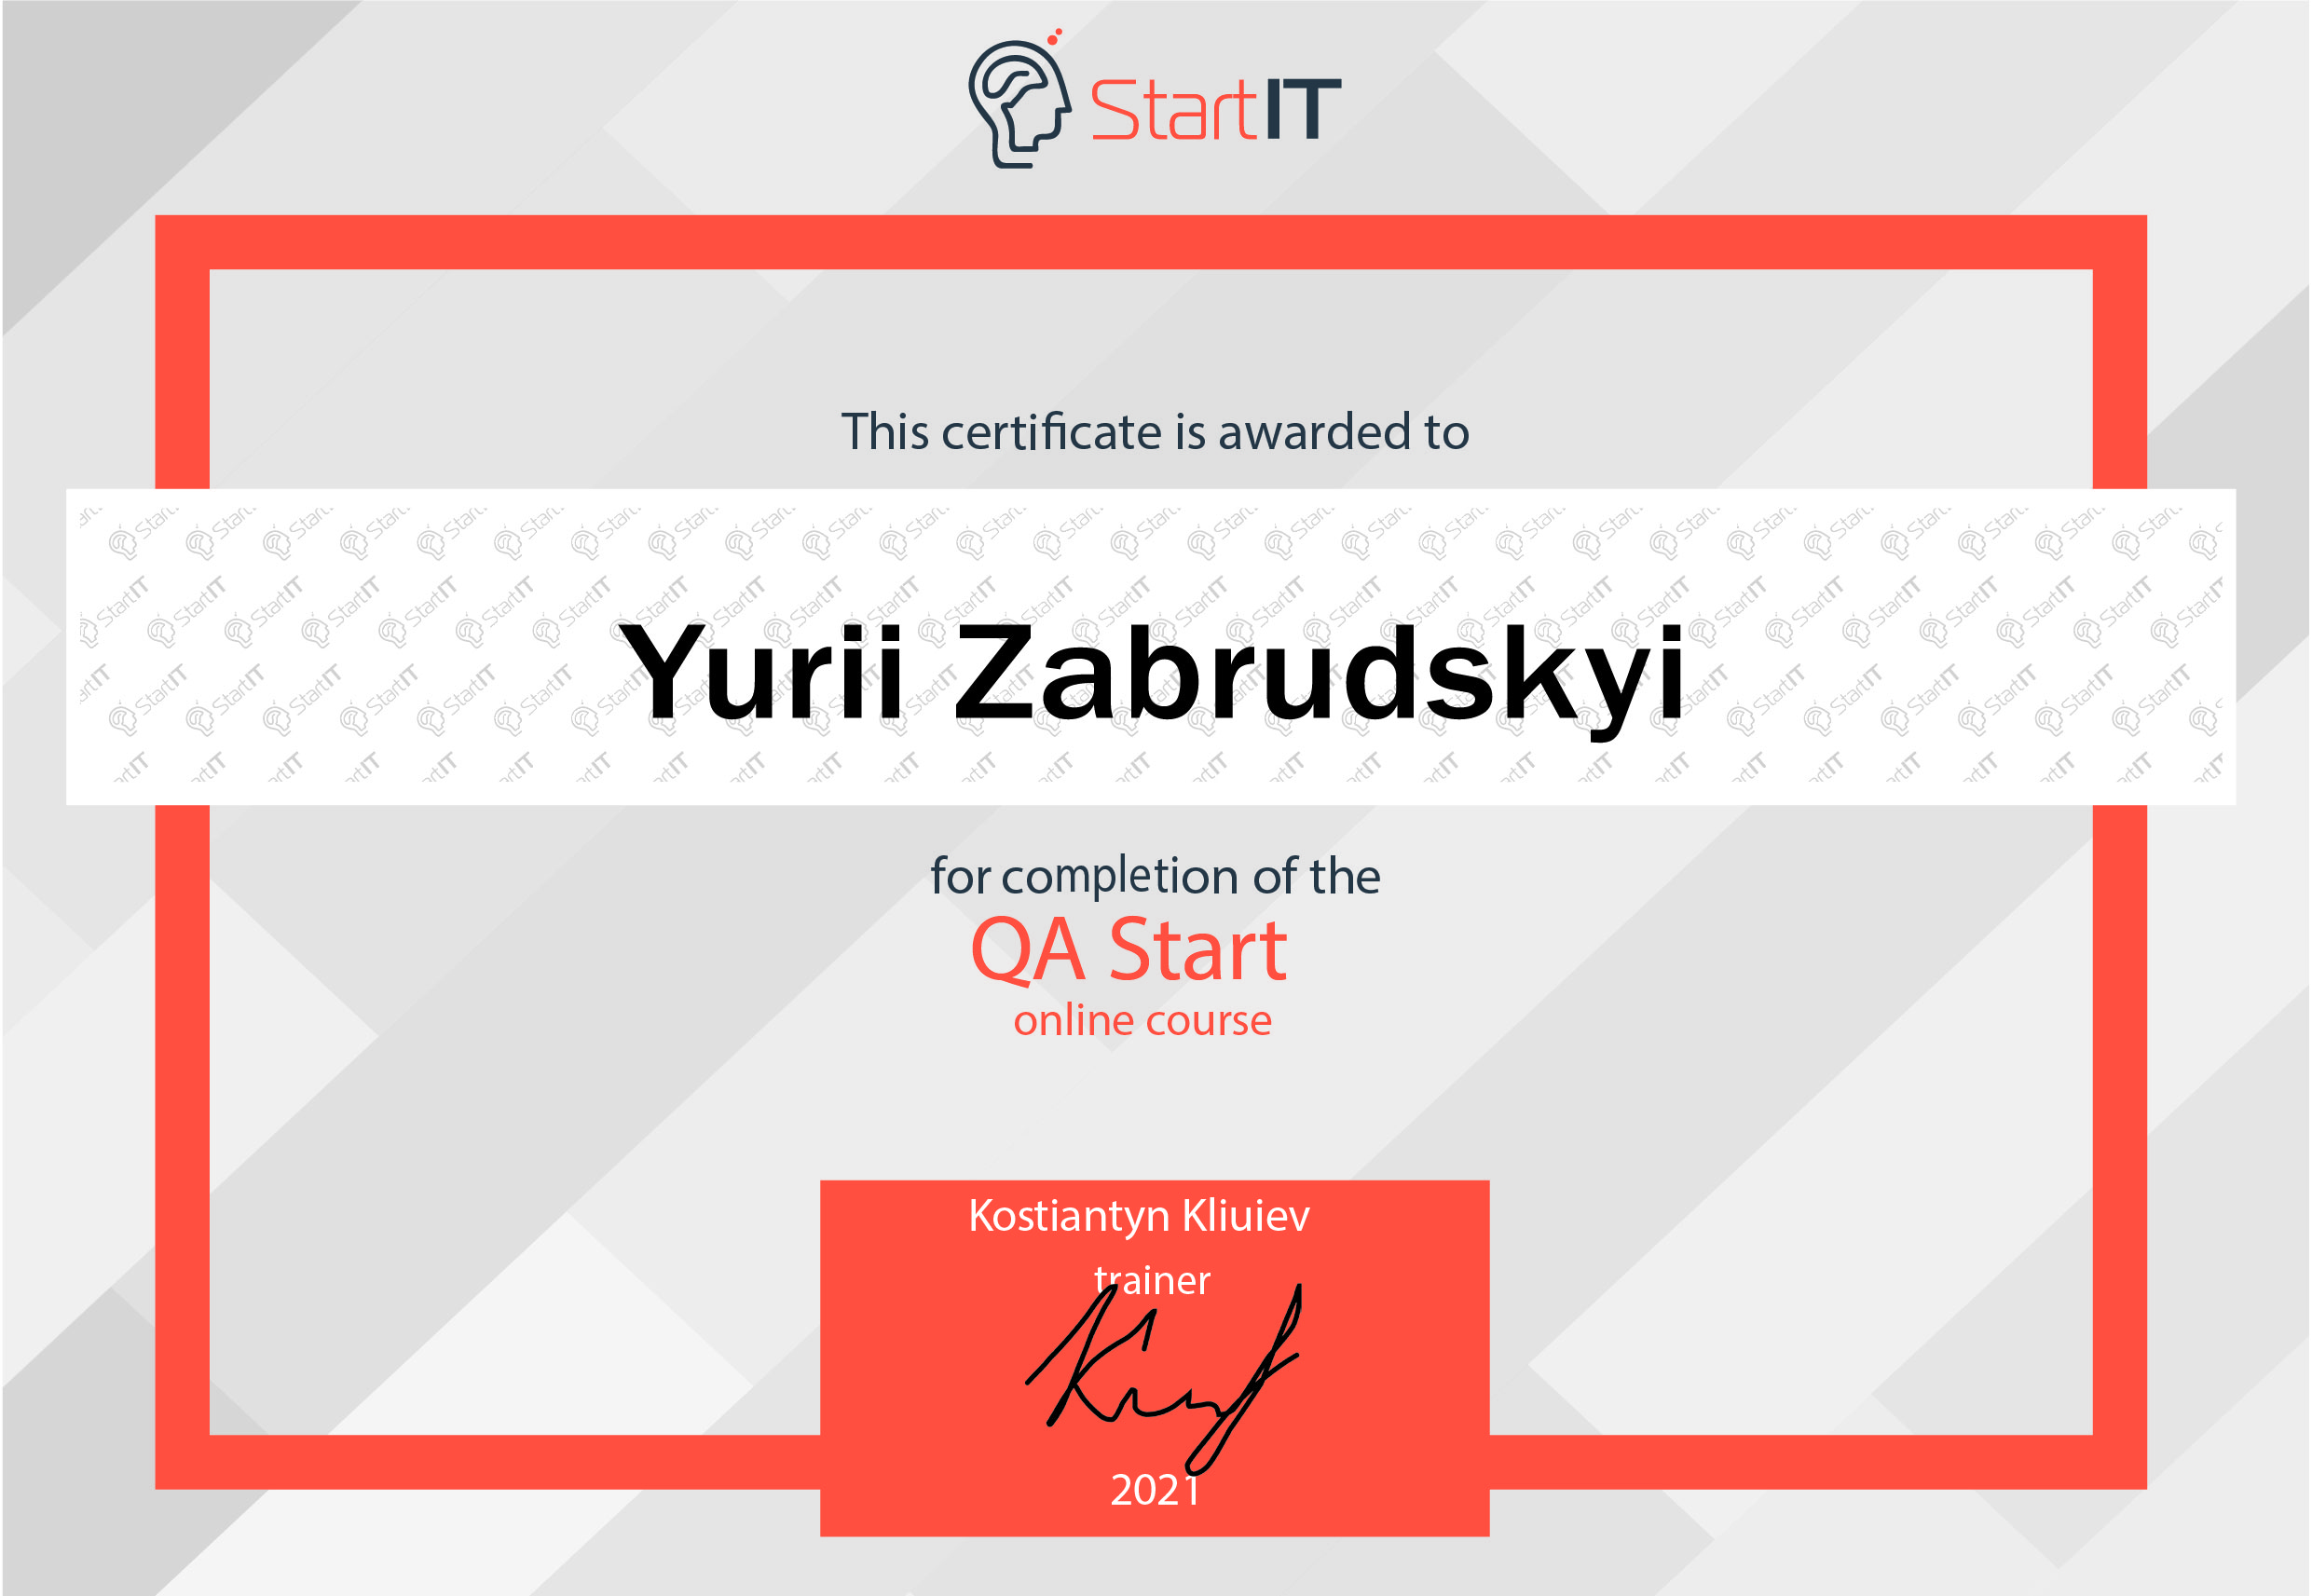 StartIT
This certificate is awarded to
Yurii Zabrudskyi
for completion of the
QA Start
online course
Kostiantyn Kliuiev
trainer
2021